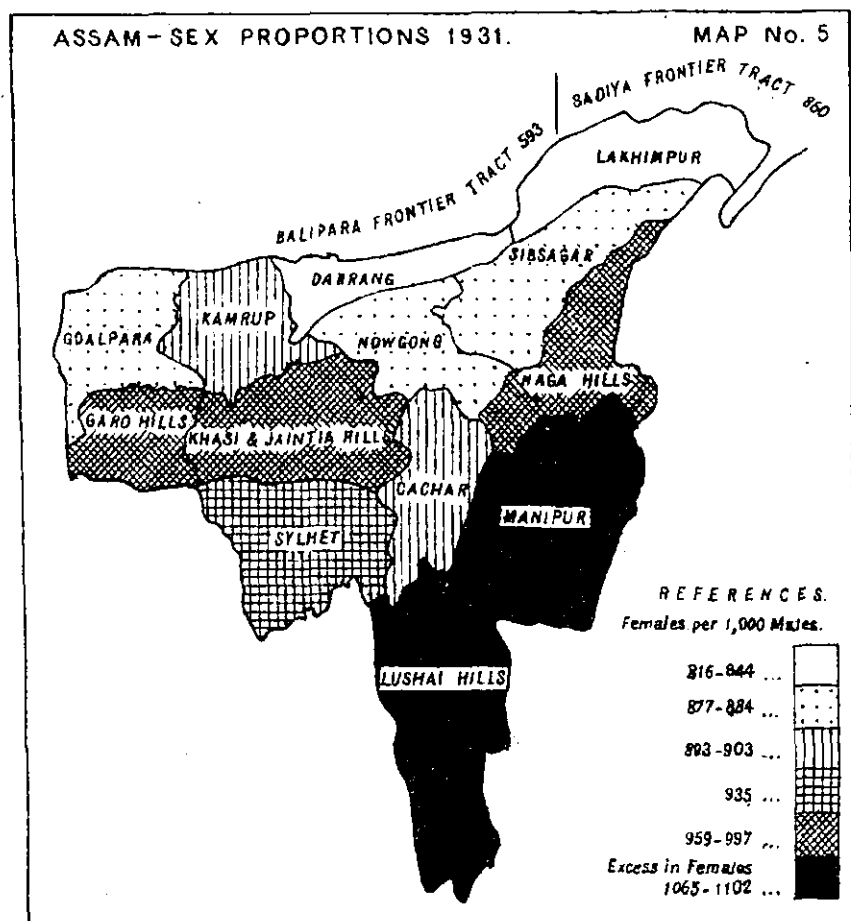 ASSAM-SEX PROPORTIONS 1931.
MAP No. 5
SADIYA FRONTIER TRACT 860
BALIPARA FRONTIER TRACT 593
LAKHIMPUR
SIBSAGAR
DARRANG
KAMRUP
GOALPARA
NOWGONG
NAGA HILLS
GARO HILLS
KHASI & JAINTIA HILLS
CACHAR
MANIPUR
SYLHET
LUSHAI HILLS
REFERENCES.
Females per 1,000 Males.
816-844 ...
877-884 ...
893-903 ...
935 ...
959-997 ...
Excess in Females
1065-1102 ...